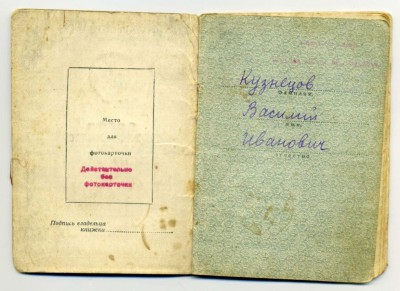 Место
для
фотокарточки
Действительно
без
фотокарточки
Подпись владельца
книжки
Кузнецов
фамилия
Василий
имя
Иванович
отчество